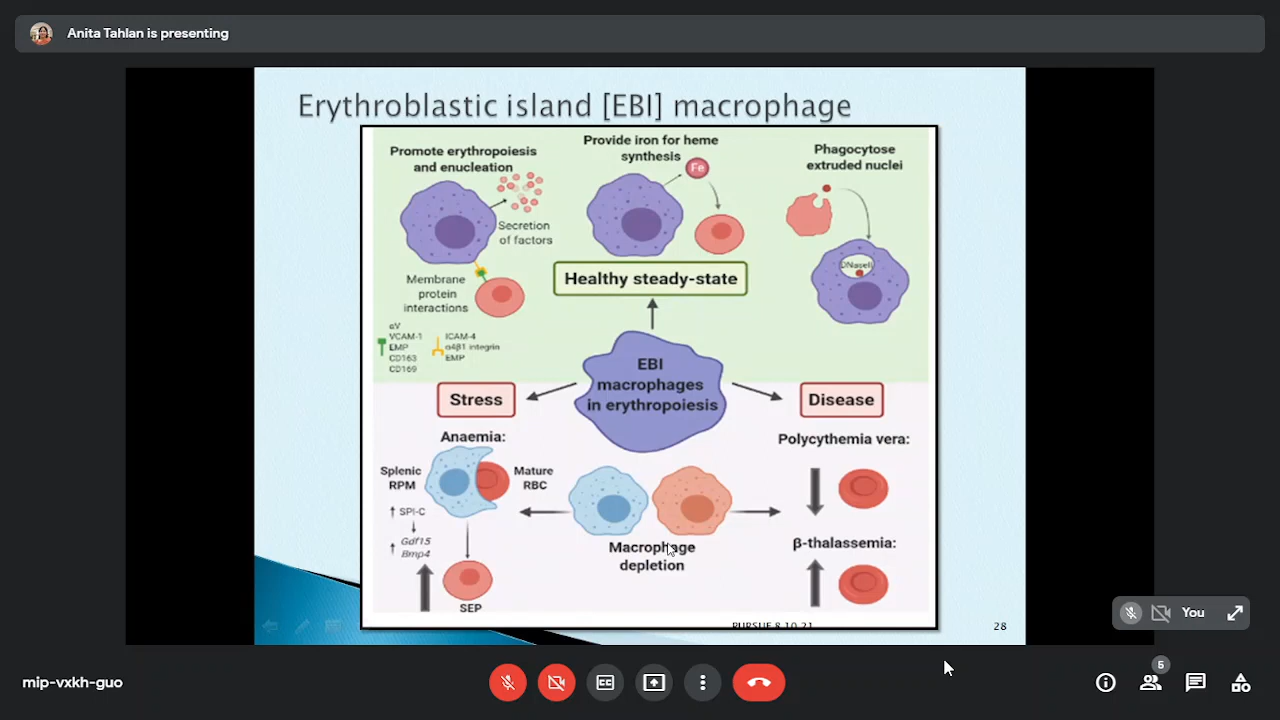 Anita Tahlan is presenting
Erythroblastic island [EBI] macrophage
Promote erythropoiesis
and enucleation
Provide iron for heme
synthesis
Fe
Phagocytose
extruded nuclei
Secretion
of factors
DNaseII
Membrane
protein
interactions
Healthy steady-state
αV
VCAM-1
EMP
CD163
CD169
ICAM-4
α4β1 integrin
EMP
EBI
macrophages
in erythropoiesis
Stress
Disease
Anaemia:
Polycythemia vera:
Splenic
RPM
Mature
RBC
↑ SPI-C
↑ Gdf15
Bmp4
SEP
Macrophage
depletion
β-thalassemia:
PURSUE 8.10.21
28
You
mip-vxkh-guo
CC
5